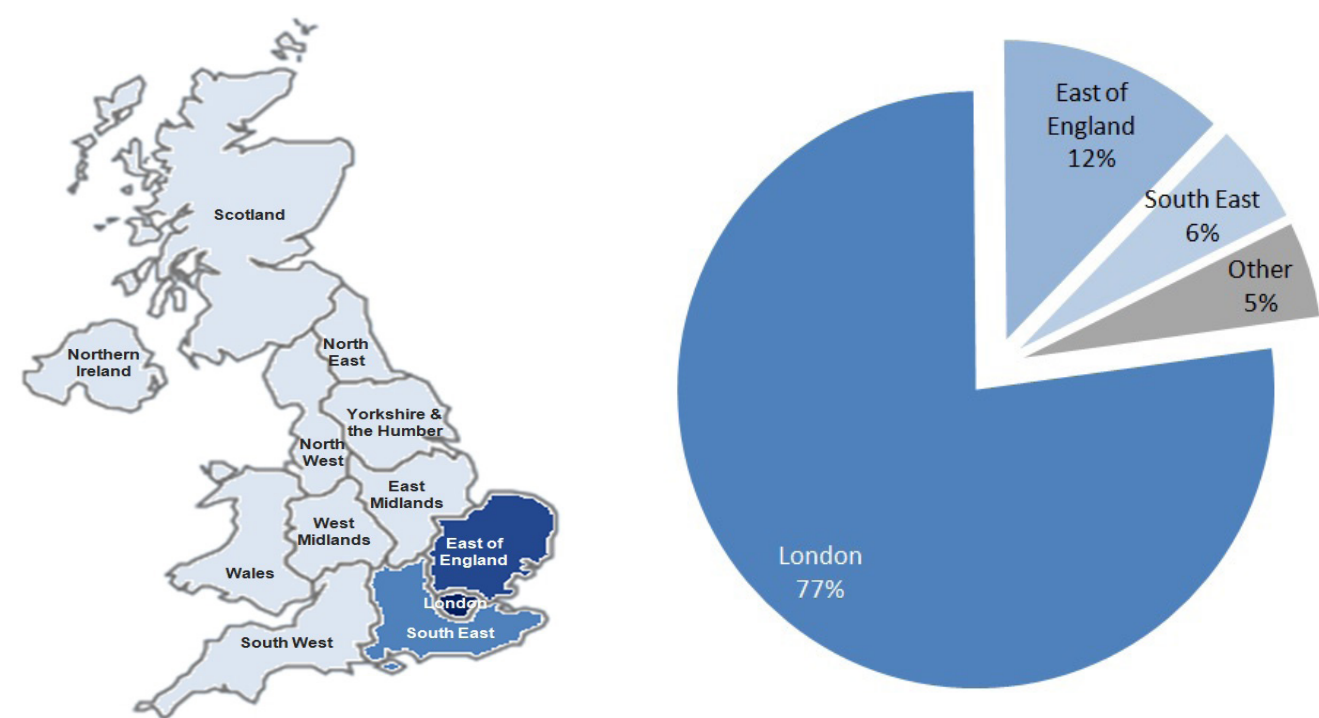 Scotland
Northern
Ireland
North
East
Yorkshire &
the Humber
North
West
East
Midlands
West
Midlands
East of
England
Wales
London
South East
South West
East of
England
12%
South East
6%
Other
5%
London
77%